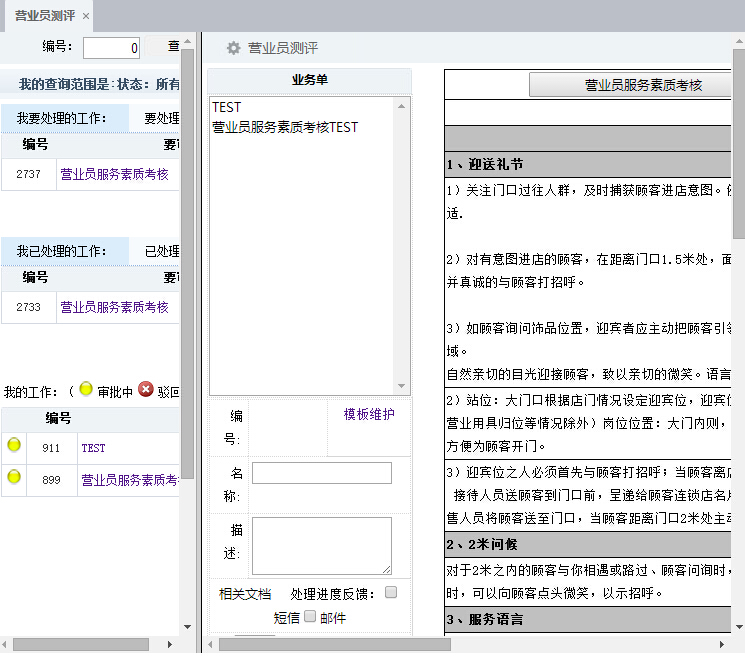 营业员测评 ×
编号: 0 查
我的查询范围是:状态: 所有
我要处理的工作: 要处理
编号 要
2737 营业员服务素质考核
我已处理的工作: 已处理
编号 要
2733 营业员服务素质考核
我的工作: ( 审批中 驳回
编号
911 TEST
899 营业员服务素质考
营业员测评
业务单
TEST
营业员服务素质考核TEST
编号: 模板维护
名称:
描述:
相关文档 处理进度反馈:
短信 邮件
营业员服务素质考核
1、迎送礼节
1) 关注门口过往人群, 及时捕获顾客进店意图。
适.
2) 对有意图进店的顾客, 在距离门口1.5米处, 面
并真诚的与顾客打招呼。
3) 如顾客询问饰品位置, 迎宾者应主动把顾客引
域。
自然亲切的目光迎接顾客, 致以亲切的微笑。语言
2) 站位: 大门口根据店门情况设定迎宾位, 迎宾位
营业用具归位等情况除外) 岗位位置: 大门内则,
方便为顾客开门。
3) 迎宾位之人必须首先与顾客打招呼; 当顾客离店
接待人员送顾客到门口前, 呈递给顾客连锁店名片
售人员将顾客送至门口, 当顾客距离门口2米处主动
2、2米问候
对于2米之内的顾客与你相遇或路过、顾客问询时,
时, 可以向顾客点头微笑, 以示招呼。
3、服务语言